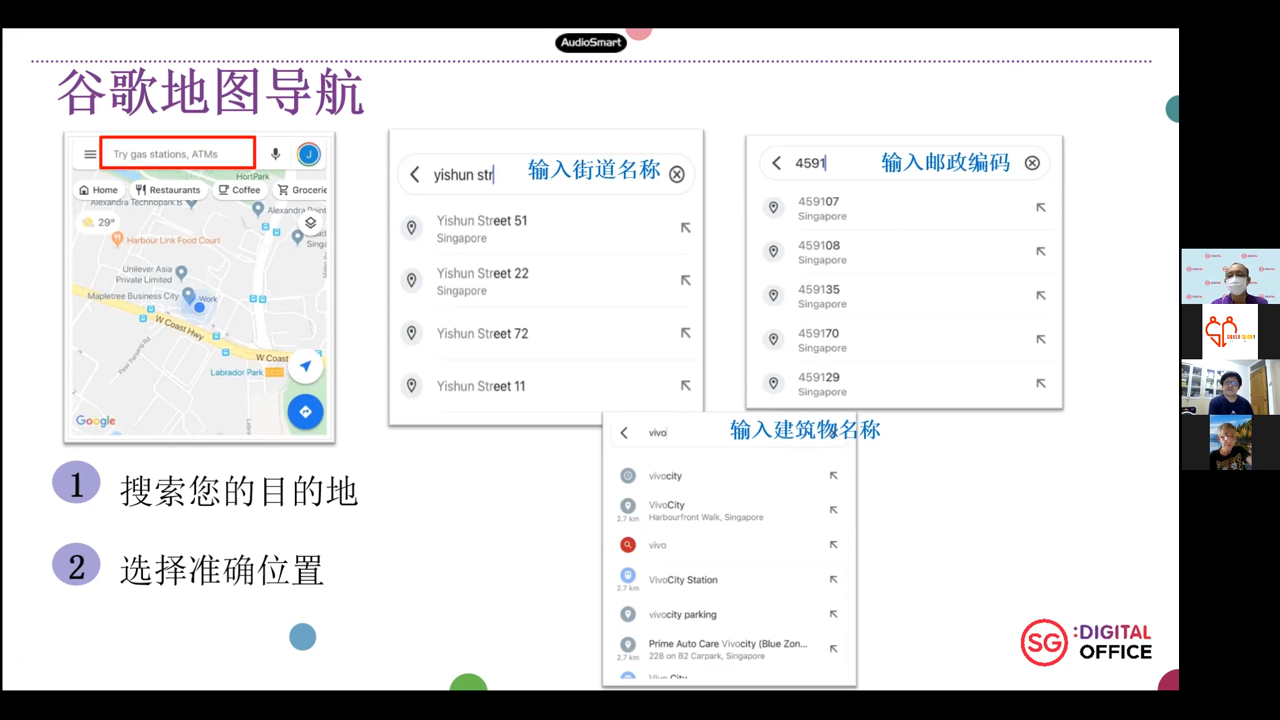 AudioSmart
谷歌地图导航
Try gas stations, ATMs
J
HortPark
Home
Restaurants
Coffee
Grocerie
Alexandra Technopark B
Alexandra Point
29°
Harbour Link Food Court
Singa
Unilever Asia
Private Limited
Mapletree Business City
Work
W Coast Hwy
W Coast
Labrador Park
Google
yishun str
输入街道名称
Yishun Street 51
Singapore
Yishun Street 22
Singapore
Yishun Street 72
Yishun Street 11
4591
输入邮政编码
459107
Singapore
459108
Singapore
459135
Singapore
459170
Singapore
459129
Singapore
vivo
输入建筑物名称
vivocity
VivoCity
2.7 km
Harbourfront Walk, Singapore
vivo
VivoCity Station
2.7 km
vivocity parking
Prime Auto Care Vivocity (Blue Zon...
2.7 km
228 on B2 Carpark, Singapore
1
搜索您的目的地
2
选择准确位置
SG
:DIGITAL
OFFICE